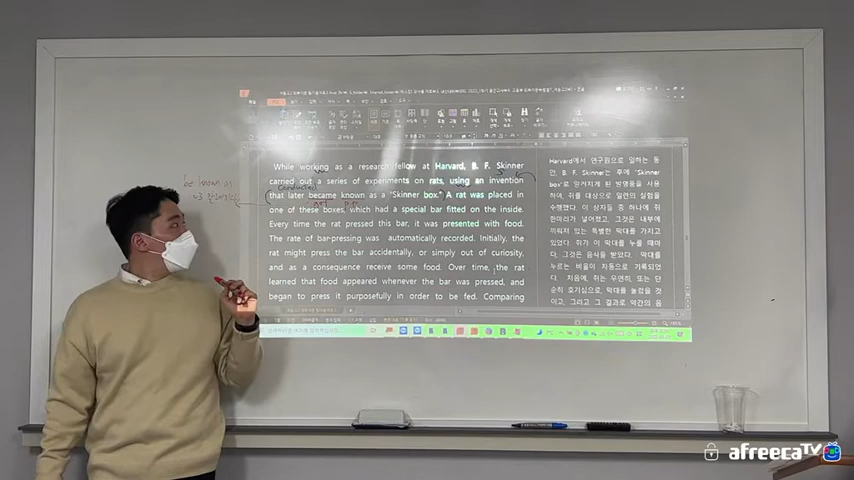 While working as a research fellow at Harvard, B. F. Skinner
carried out a series of experiments on rats, using an invention
conducted
that later became known as a "Skinner box." A rat was placed in
one of these boxes, which had a special bar fitted on the inside.
Every time the rat pressed this bar, it was presented with food.
The rate of bar-pressing was automatically recorded. Initially, the
rat might press the bar accidentally, or simply out of curiosity,
and as a consequence receive some food. Over time, the rat
learned that food appeared whenever the bar was pressed, and
began to press it purposefully in order to be fed. Comparing
be known as
p.p.
Harvard에서 연구원으로 일하는 동
안, B. F. Skinner는 후에 "Skinner
box"로 알려지게 된 발명품을 사용
하여, 쥐를 대상으로 일련의 실험을
수행했다. 이 상자들 중 하나에 쥐
한마리가 넣어졌고, 그것은 내부에
끼워져 있는 특별한 막대를 가지고
있었다. 쥐가 이 막대를 누를 때마
다, 그것은 음식을 받았다. 막대를
누르는 비율이 자동으로 기록되었
다. 처음에, 쥐는 우연히, 또는 단
순히 호기심으로 막대를 눌렀을 것
이고, 그리고 그 결과로 약간의 음
afreecaTV